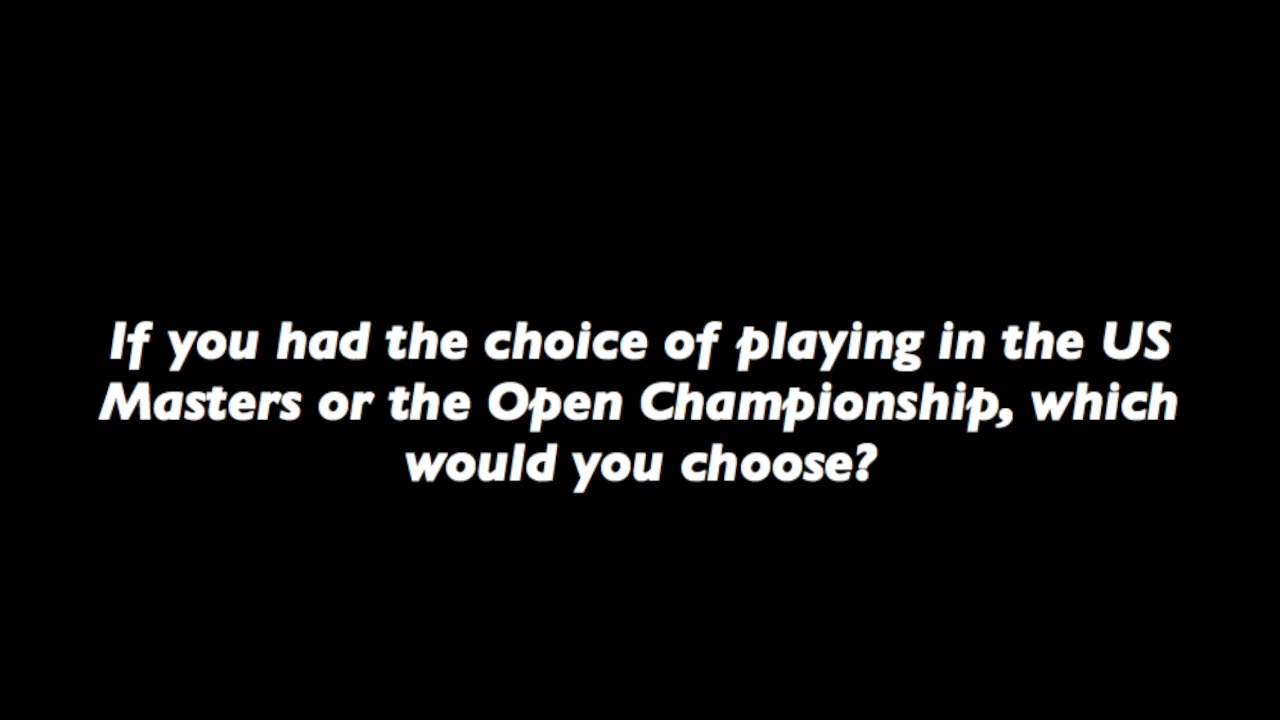 If you had the choice of playing in the US
Masters or the Open Championship, which
would you choose?